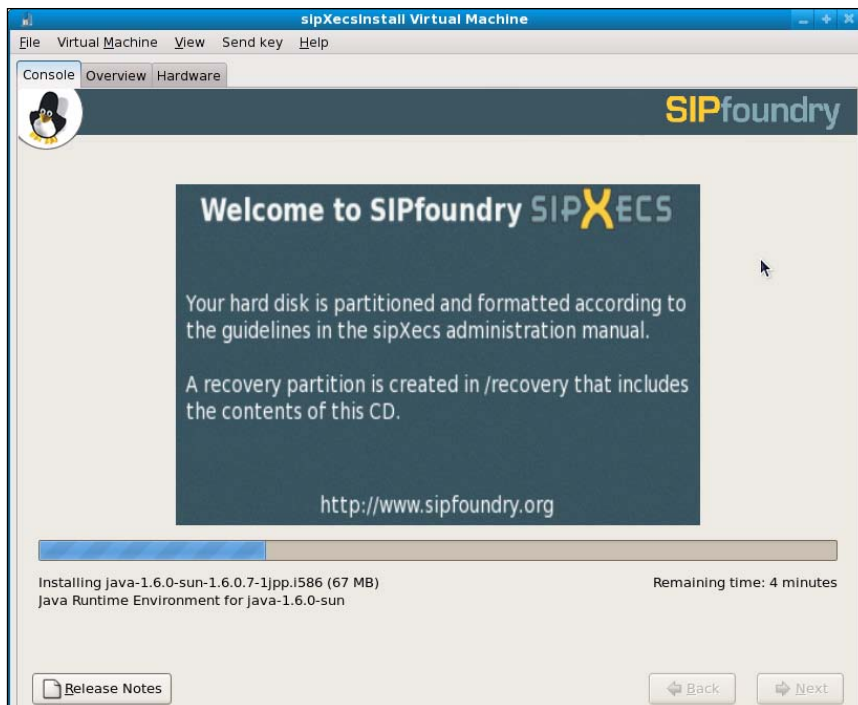 sipXecsInstall Virtual Machine
File Virtual Machine View Send key Help
Console Overview Hardware
SIPfoundry
Welcome to SIPfoundry SIPXECS
Your hard disk is partitioned and formatted according to
the guidelines in the sipXecs administration manual.
A recovery partition is created in /recovery that includes
the contents of this CD.
http://www.sipfoundry.org
Installing java-1.6.0-sun-1.6.0.7-1jpp.i586 (67 MB) Remaining time: 4 minutes
Java Runtime Environment for java-1.6.0-sun
Release Notes Back Next